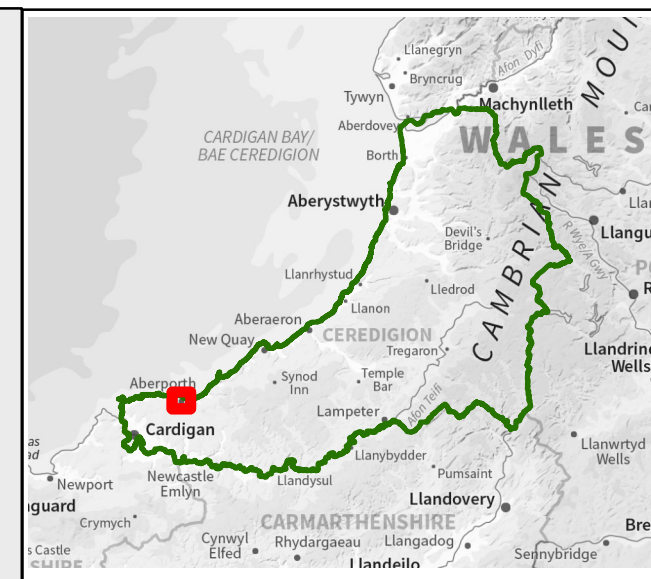 Llanegryn
Bryncrug
Afon Dyfi
MOU
Tywyn
Machynlleth
Aberdovey
CARDIGAN BAY/
BAE CEREDIGION
WALES
Borth
Aberystwyth
CAMBRIAN
Llangu
Devil's
Bridge
R Wye/A Gwy
Llanrhystud
Lledrod
Llanon
Aberaeron
CEREDIGION
New Quay
Tregaron
Llandrin
Wells
Synod
Inn
Temple
Bar
Aberporth
Lampeter
Afon Teifi
Cardigan
Llanwrtyd
Wells
Llanybydder
Newcastle
Emlyn
Llandysul
Pumsaint
Newport
Llandovery
guard
Crymych
CARMARTHENSHIRE
Bre
s Castle
SHIRE
Cynwyl
Elfed
Rhydargaeau
Llangadog
Sennybridge
Llandeilo